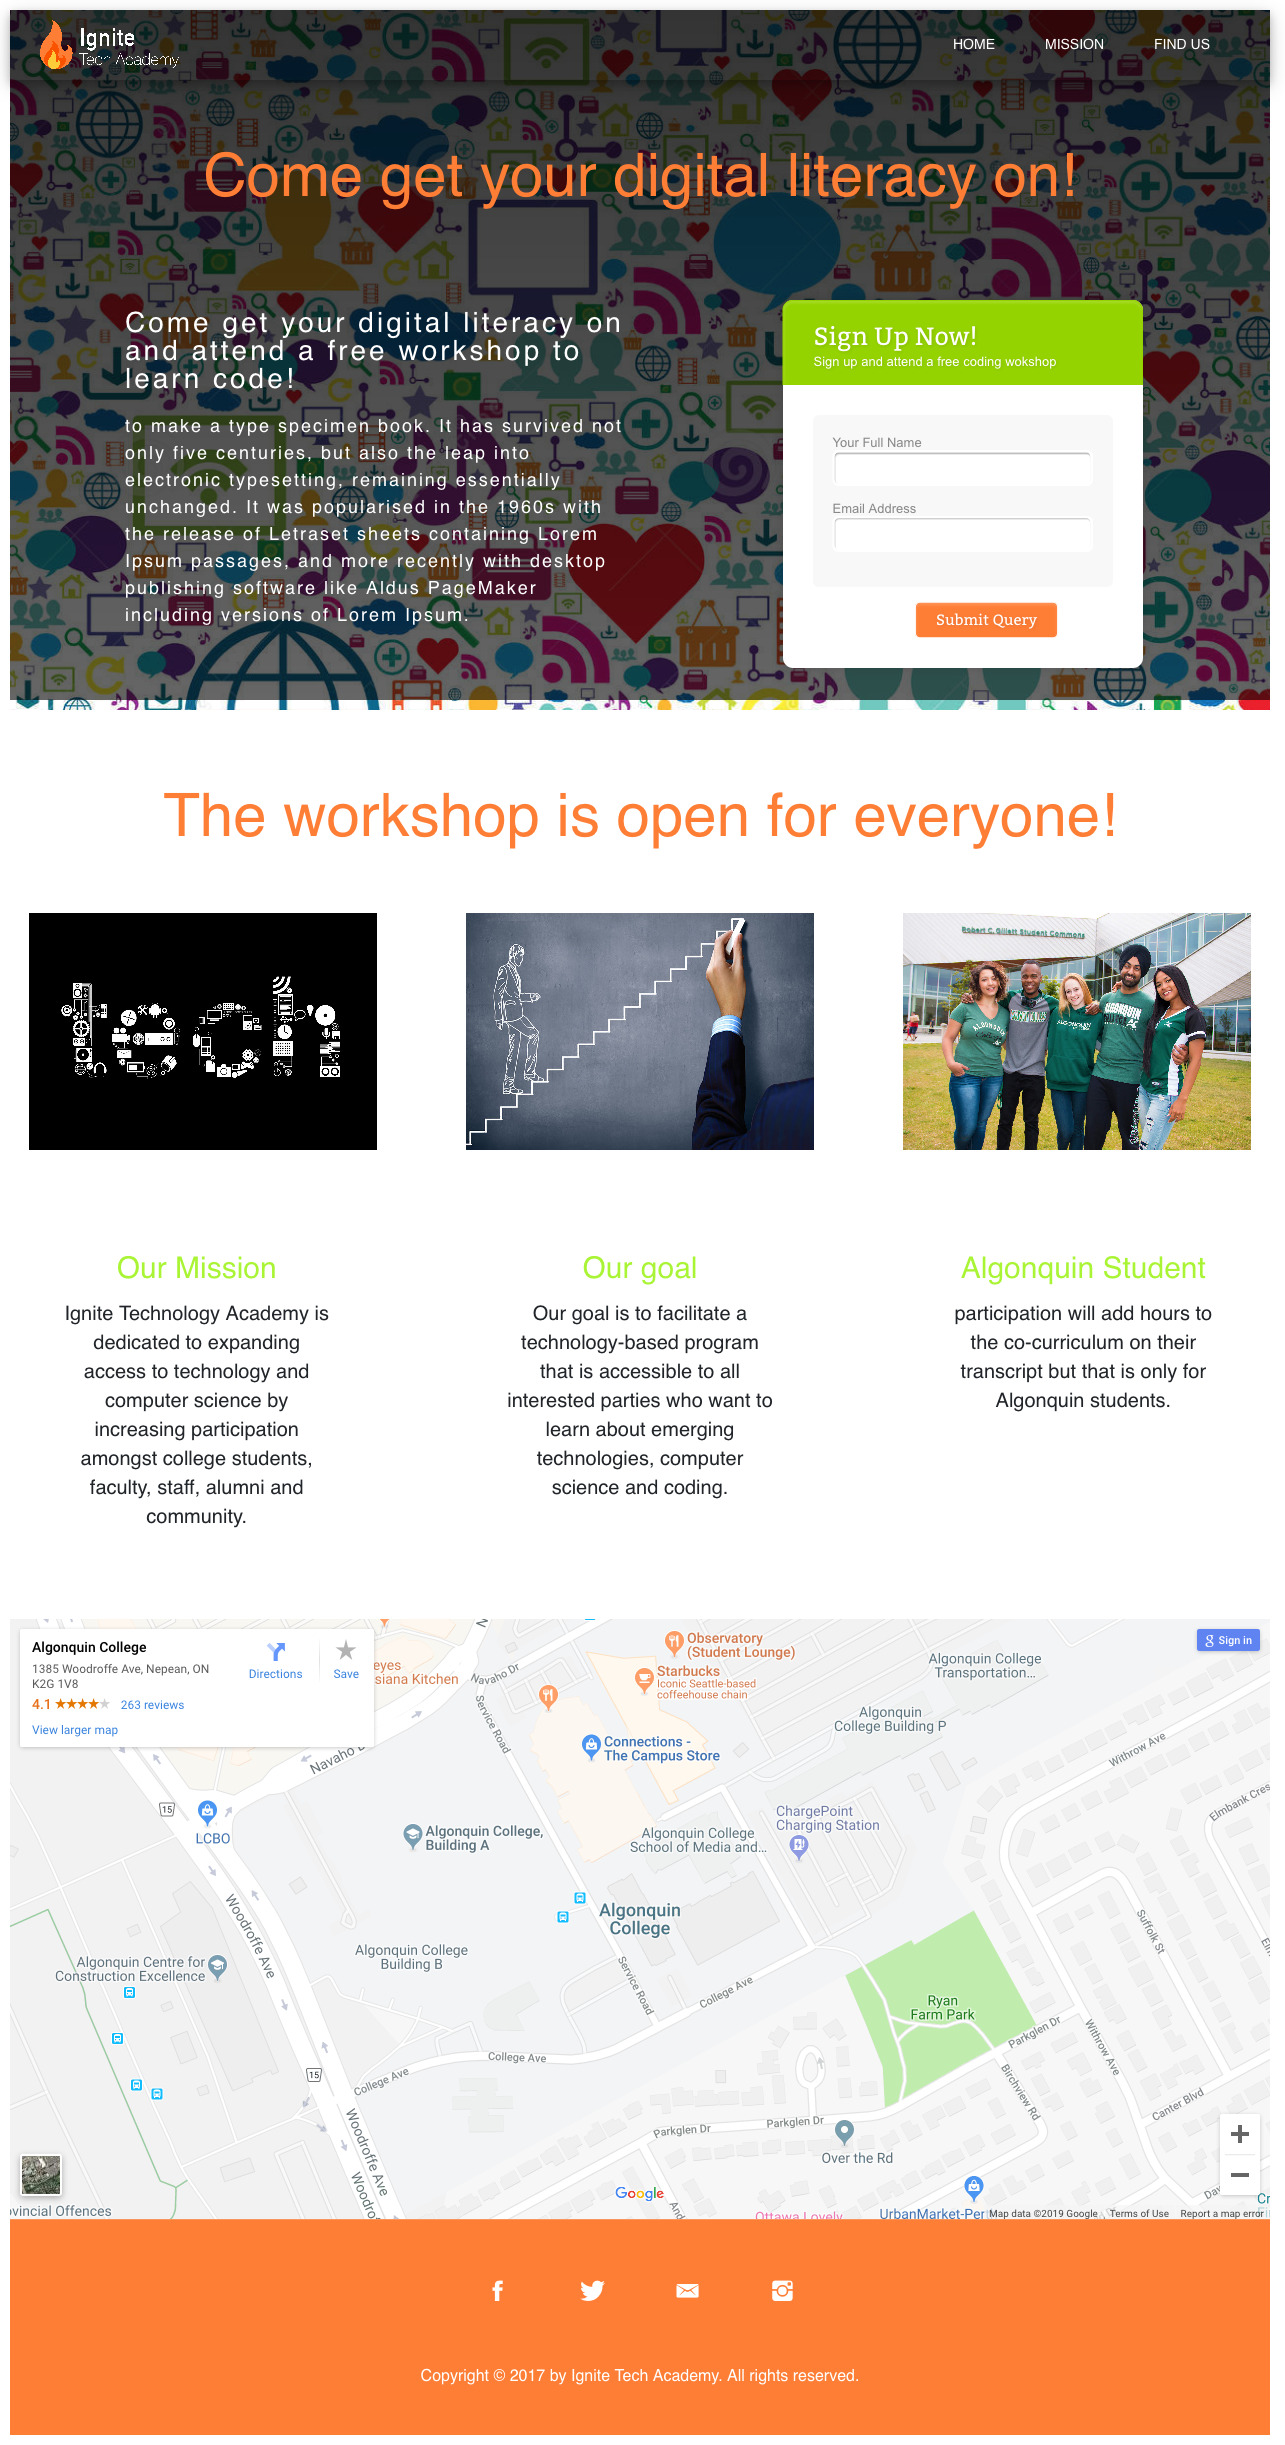 Ignite
Tech Academy
HOME
MISSION
FIND US
Come get your digital literacy on!
Come get your digital literacy on
and attend a free workshop to
learn code!
to make a type specimen book. It has survived not
only five centuries, but also the leap into
electronic typesetting, remaining essentially
unchanged. It was popularised in the 1960s with
the release of Letraset sheets containing Lorem
Ipsum passages, and more recently with desktop
publishing software like Aldus PageMaker
including versions of Lorem Ipsum.
Sign Up Now!
Sign up and attend a free coding wokshop
Your Full Name
Email Address
Submit Query
The workshop is open for everyone!
teach
Robert C. Gillett Student Commons
ALGONQUIN
Our Mission
Ignite Technology Academy is
dedicated to expanding
access to technology and
computer science by
increasing participation
amongst college students,
faculty, staff, alumni and
community.
Our goal
Our goal is to facilitate a
technology-based program
that is accessible to all
interested parties who want to
learn about emerging
technologies, computer
science and coding.
Algonquin Student
participation will add hours to
the co-curriculum on their
transcript but that is only for
Algonquin students.
Algonquin College
1385 Woodroffe Ave, Nepean, ON
K2G 1V8
4.1
263 reviews
View larger map
Directions
Save
eyes
siana Kitchen
Navaho Dr
Service Road
Observatory
(Student Lounge)
Starbucks
Iconic Seattle-based
coffeehouse chain
Algonquin College
Transportation...
Sign in
Algonquin
College Building P
Connections -
The Campus Store
Navaho
Withrow Ave
Elmbank Cres
15
LCBO
Algonquin College,
Building A
Algonquin College
School of Media and...
ChargePoint
Charging Station
Woodroffe Ave
Algonquin
College
Suffolk St
Algonquin College
Building B
Algonquin Centre for
Construction Excellence
Service Road
College Ave
Ryan
Farm Park
Parkglen Dr
Withrow Ave
College Ave
15
College Ave
Birchview Rd
Canter Blvd
Woodroffe Ave
Parkglen Dr
Parkglen Dr
Over the Rd
Google
ovincial Offences
Woodro
And
Ottawa Lovely
UrbanMarket-Per
Map data ©2019 Google
Terms of Use
Report a map error
Copyright © 2017 by Ignite Tech Academy. All rights reserved.